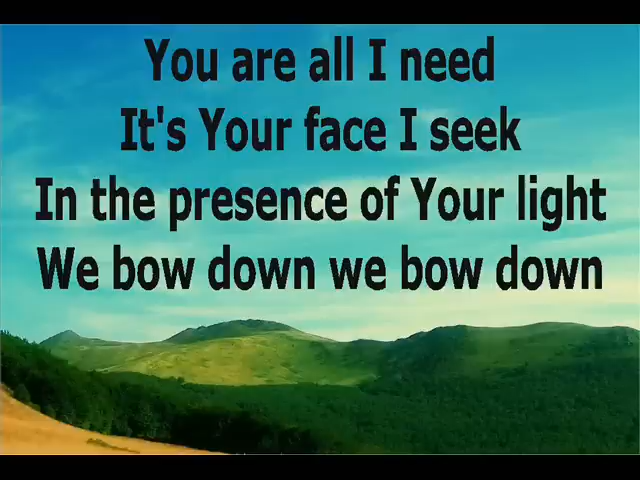 You are all I need
It's Your face I seek
In the presence of Your light
We bow down we bow down